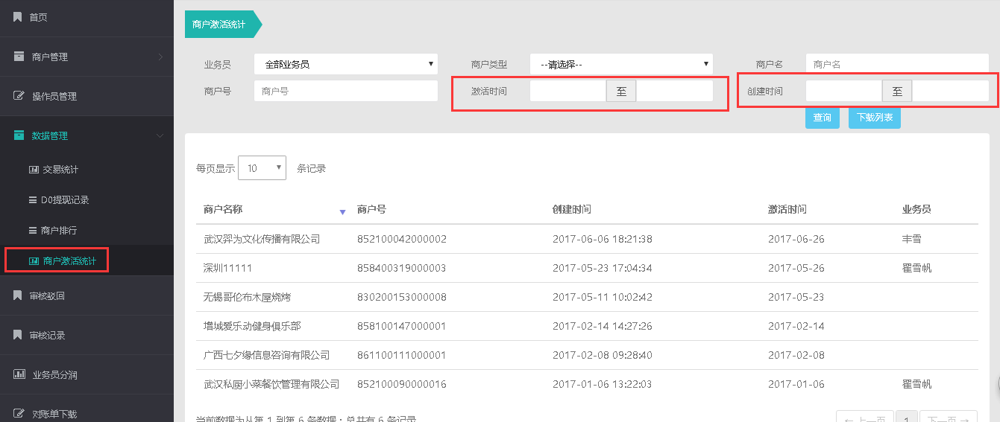 首页
商户管理
操作员管理
数据管理
交易统计
D0提现记录
商户排行
商户激活统计
审核驳回
审核记录
业务员分润
对账单下载
商户激活统计
业务员 全部业务员 商户类型 --请选择-- 商户名 商户名
商户号 商户号 激活时间 至 创建时间 至
查询 下载列表
每页显示 10 条记录
商户名称 商户号 创建时间 激活时间 业务员
武汉羿为文化传播有限公司 852100042000002 2017-06-06 18:21:38 2017-06-26 丰雪
深圳11111 858400319000003 2017-05-23 17:04:34 2017-05-26 翟雪帆
无锡哥伦布木屋烧烤 830200153000008 2017-05-11 10:02:42 2017-05-23
增城爱乐动健身俱乐部 858100147000001 2017-02-14 14:27:26 2017-02-14
广西七夕缘信息咨询有限公司 861100111000001 2017-02-08 09:28:40 2017-02-08
武汉私厨小菜餐饮管理有限公司 852100090000016 2017-01-06 13:22:03 2017-01-06 翟雪帆
当前数据为从第 1 到第 6 条数据；总共有 6 条记录 ← 上一页 1 下一页 →